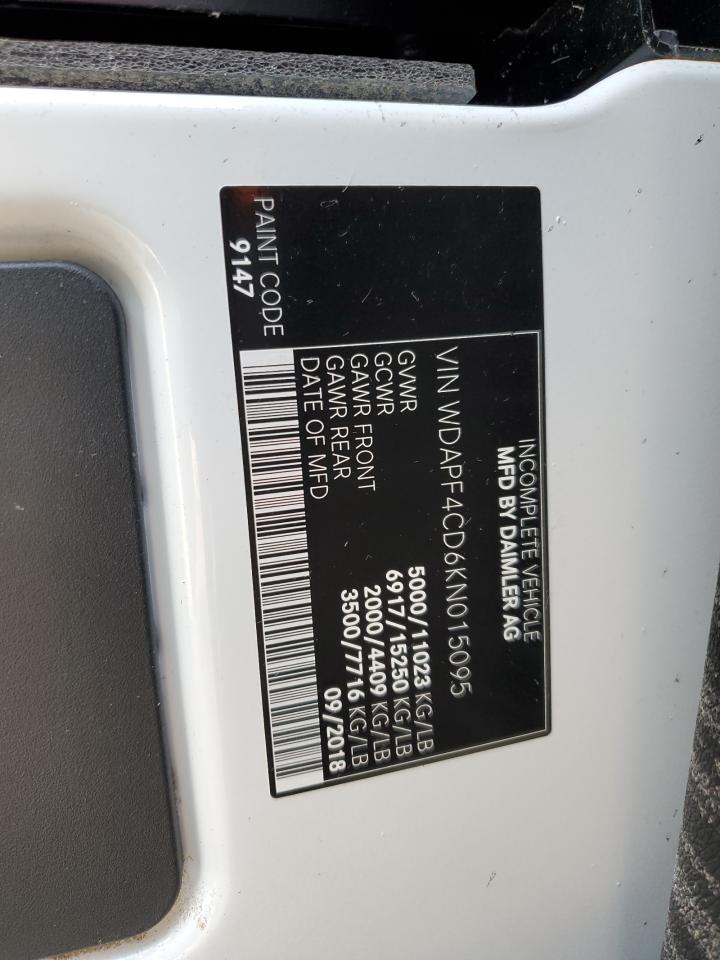 INCOMPLETE VEHICLE
MFD BY DAIMLER AG
VIN WDAPF4CD6KN015095
GVWR 5000/11023 KG/LB
GCWR 6917/15250 KG/LB
GAWR FRONT 2000/4409 KG/LB
GAWR REAR 3500/7716 KG/LB
DATE OF MFD 09/2018
PAINT CODE
9147